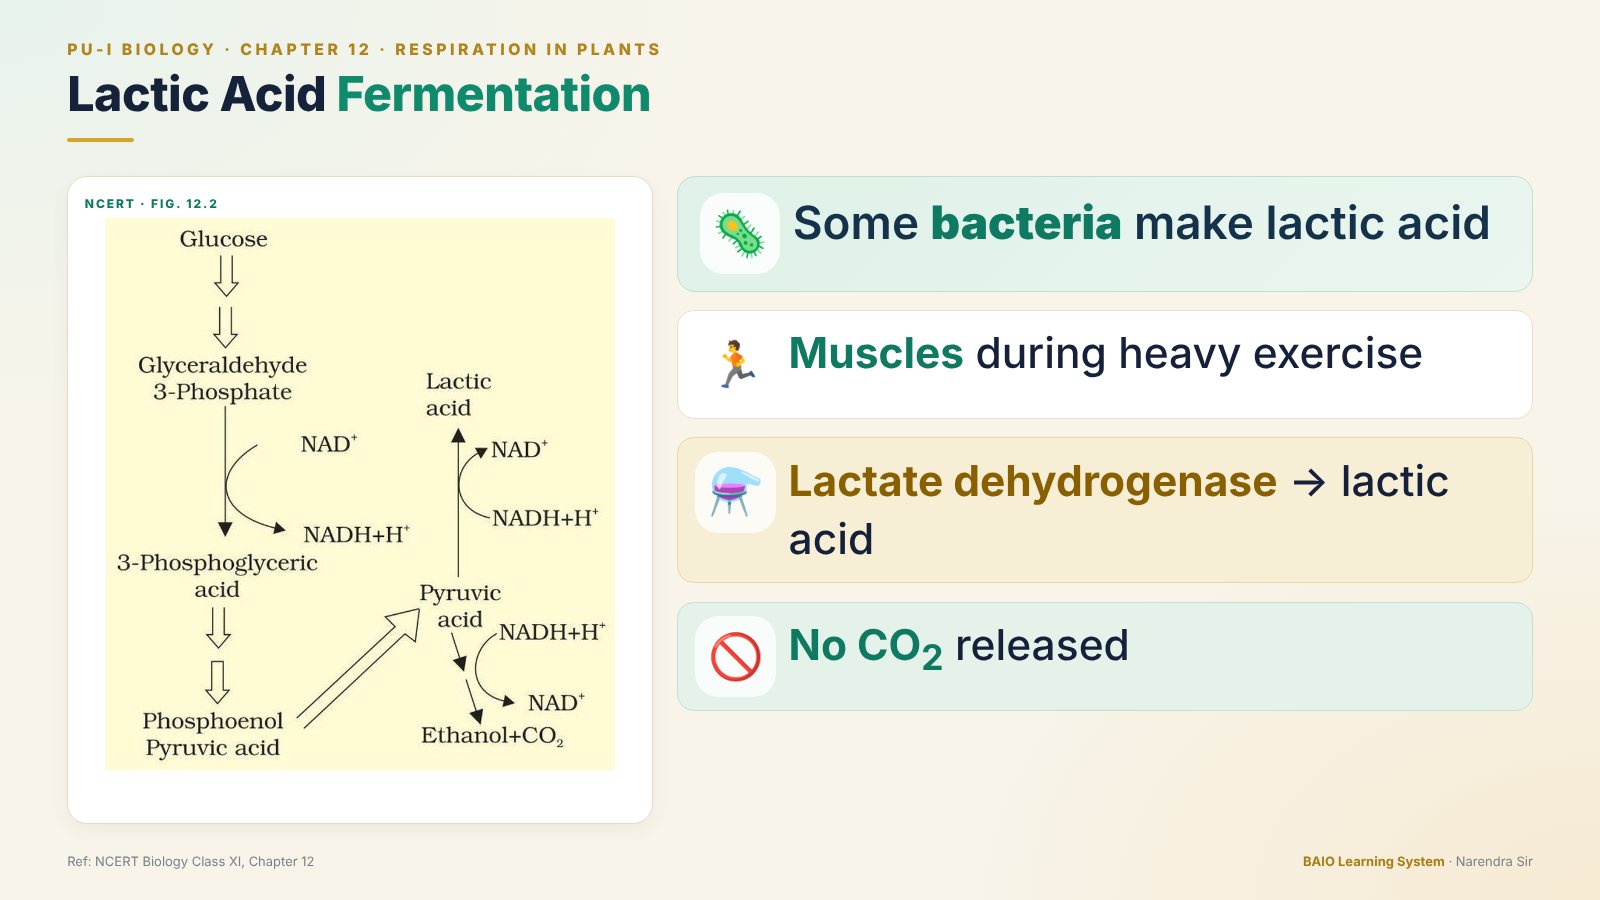 PU-I BIOLOGY · CHAPTER 12 · RESPIRATION IN PLANTS
Lactic Acid Fermentation
NCERT · FIG. 12.2
Glucose
Glyceraldehyde
3-Phosphate
NAD⁺
NADH+H⁺
3-Phosphoglyceric
acid
Phosphoenol
Pyruvic acid
Lactic
acid
NAD⁺
NADH+H⁺
Pyruvic
acid
NADH+H⁺
NAD⁺
Ethanol+CO₂
Some bacteria make lactic acid
Muscles during heavy exercise
Lactate dehydrogenase → lactic
acid
No CO₂ released
Ref: NCERT Biology Class XI, Chapter 12
BAIO Learning System · Narendra Sir